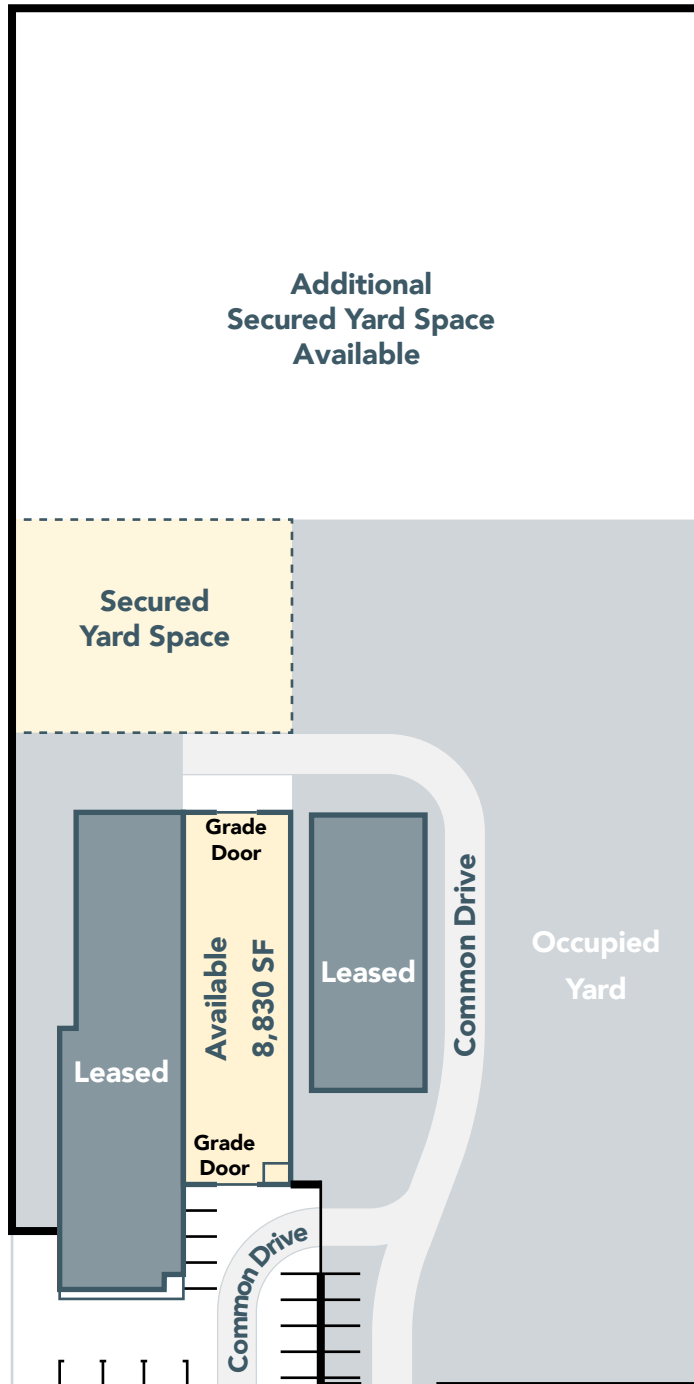 Additional
Secured Yard Space
Available
Secured
Yard Space
Grade
Door
Available
8,830 SF
Leased
Common Drive
Occupied
Yard
Leased
Grade
Door
Common Drive